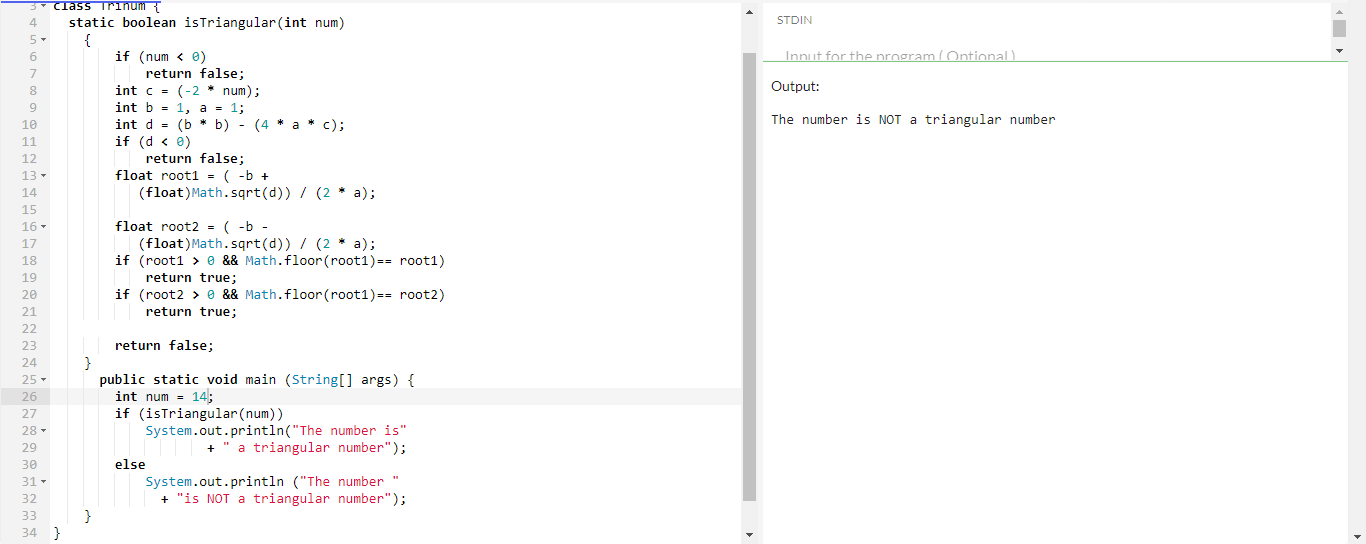 3 class Trinum {
4 static boolean isTriangular(int num)
5 {
6 if (num < 0)
7 return false;
8 int c = (-2 * num);
9 int b = 1, a = 1;
10 int d = (b * b) - (4 * a * c);
11 if (d < 0)
12 return false;
13 float root1 = ( -b +
14 (float)Math.sqrt(d)) / (2 * a);
15
16 float root2 = ( -b -
17 (float)Math.sqrt(d)) / (2 * a);
18 if (root1 > 0 && Math.floor(root1)== root1)
19 return true;
20 if (root2 > 0 && Math.floor(root1)== root2)
21 return true;
22
23 return false;
24 }
25 public static void main (String[] args) {
26 int num = 14;
27 if (isTriangular(num))
28 System.out.println("The number is"
29 + " a triangular number");
30 else
31 System.out.println ("The number "
32 + "is NOT a triangular number");
33 }
34 }
STDIN
Input for the program ( Optional )
Output:
The number is NOT a triangular number